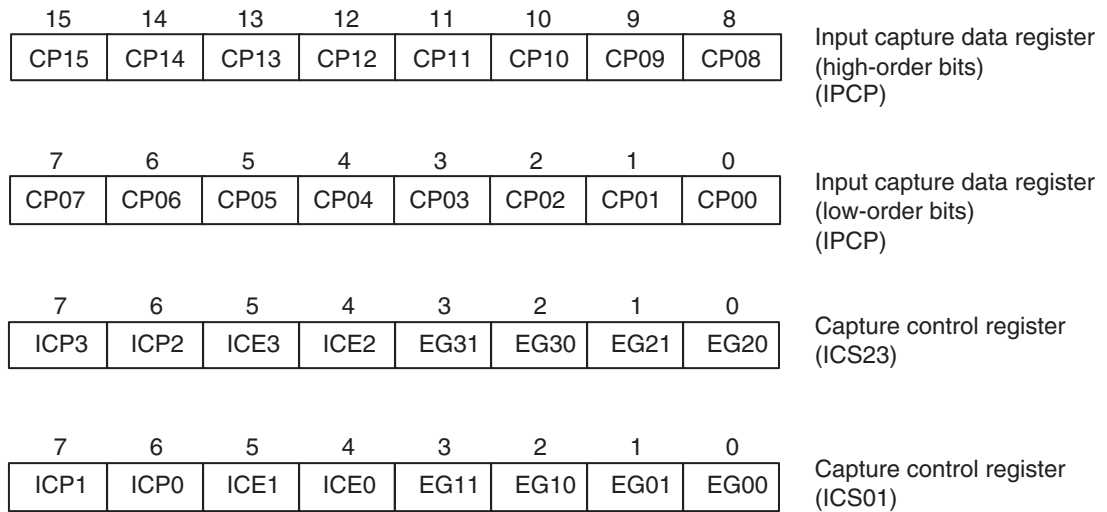 15 14 13 12 11 10 9 8
CP15 CP14 CP13 CP12 CP11 CP10 CP09 CP08
Input capture data register
(high-order bits)
(IPCP)
7 6 5 4 3 2 1 0
CP07 CP06 CP05 CP04 CP03 CP02 CP01 CP00
Input capture data register
(low-order bits)
(IPCP)
7 6 5 4 3 2 1 0
ICP3 ICP2 ICE3 ICE2 EG31 EG30 EG21 EG20
Capture control register
(ICS23)
7 6 5 4 3 2 1 0
ICP1 ICP0 ICE1 ICE0 EG11 EG10 EG01 EG00
Capture control register
(ICS01)